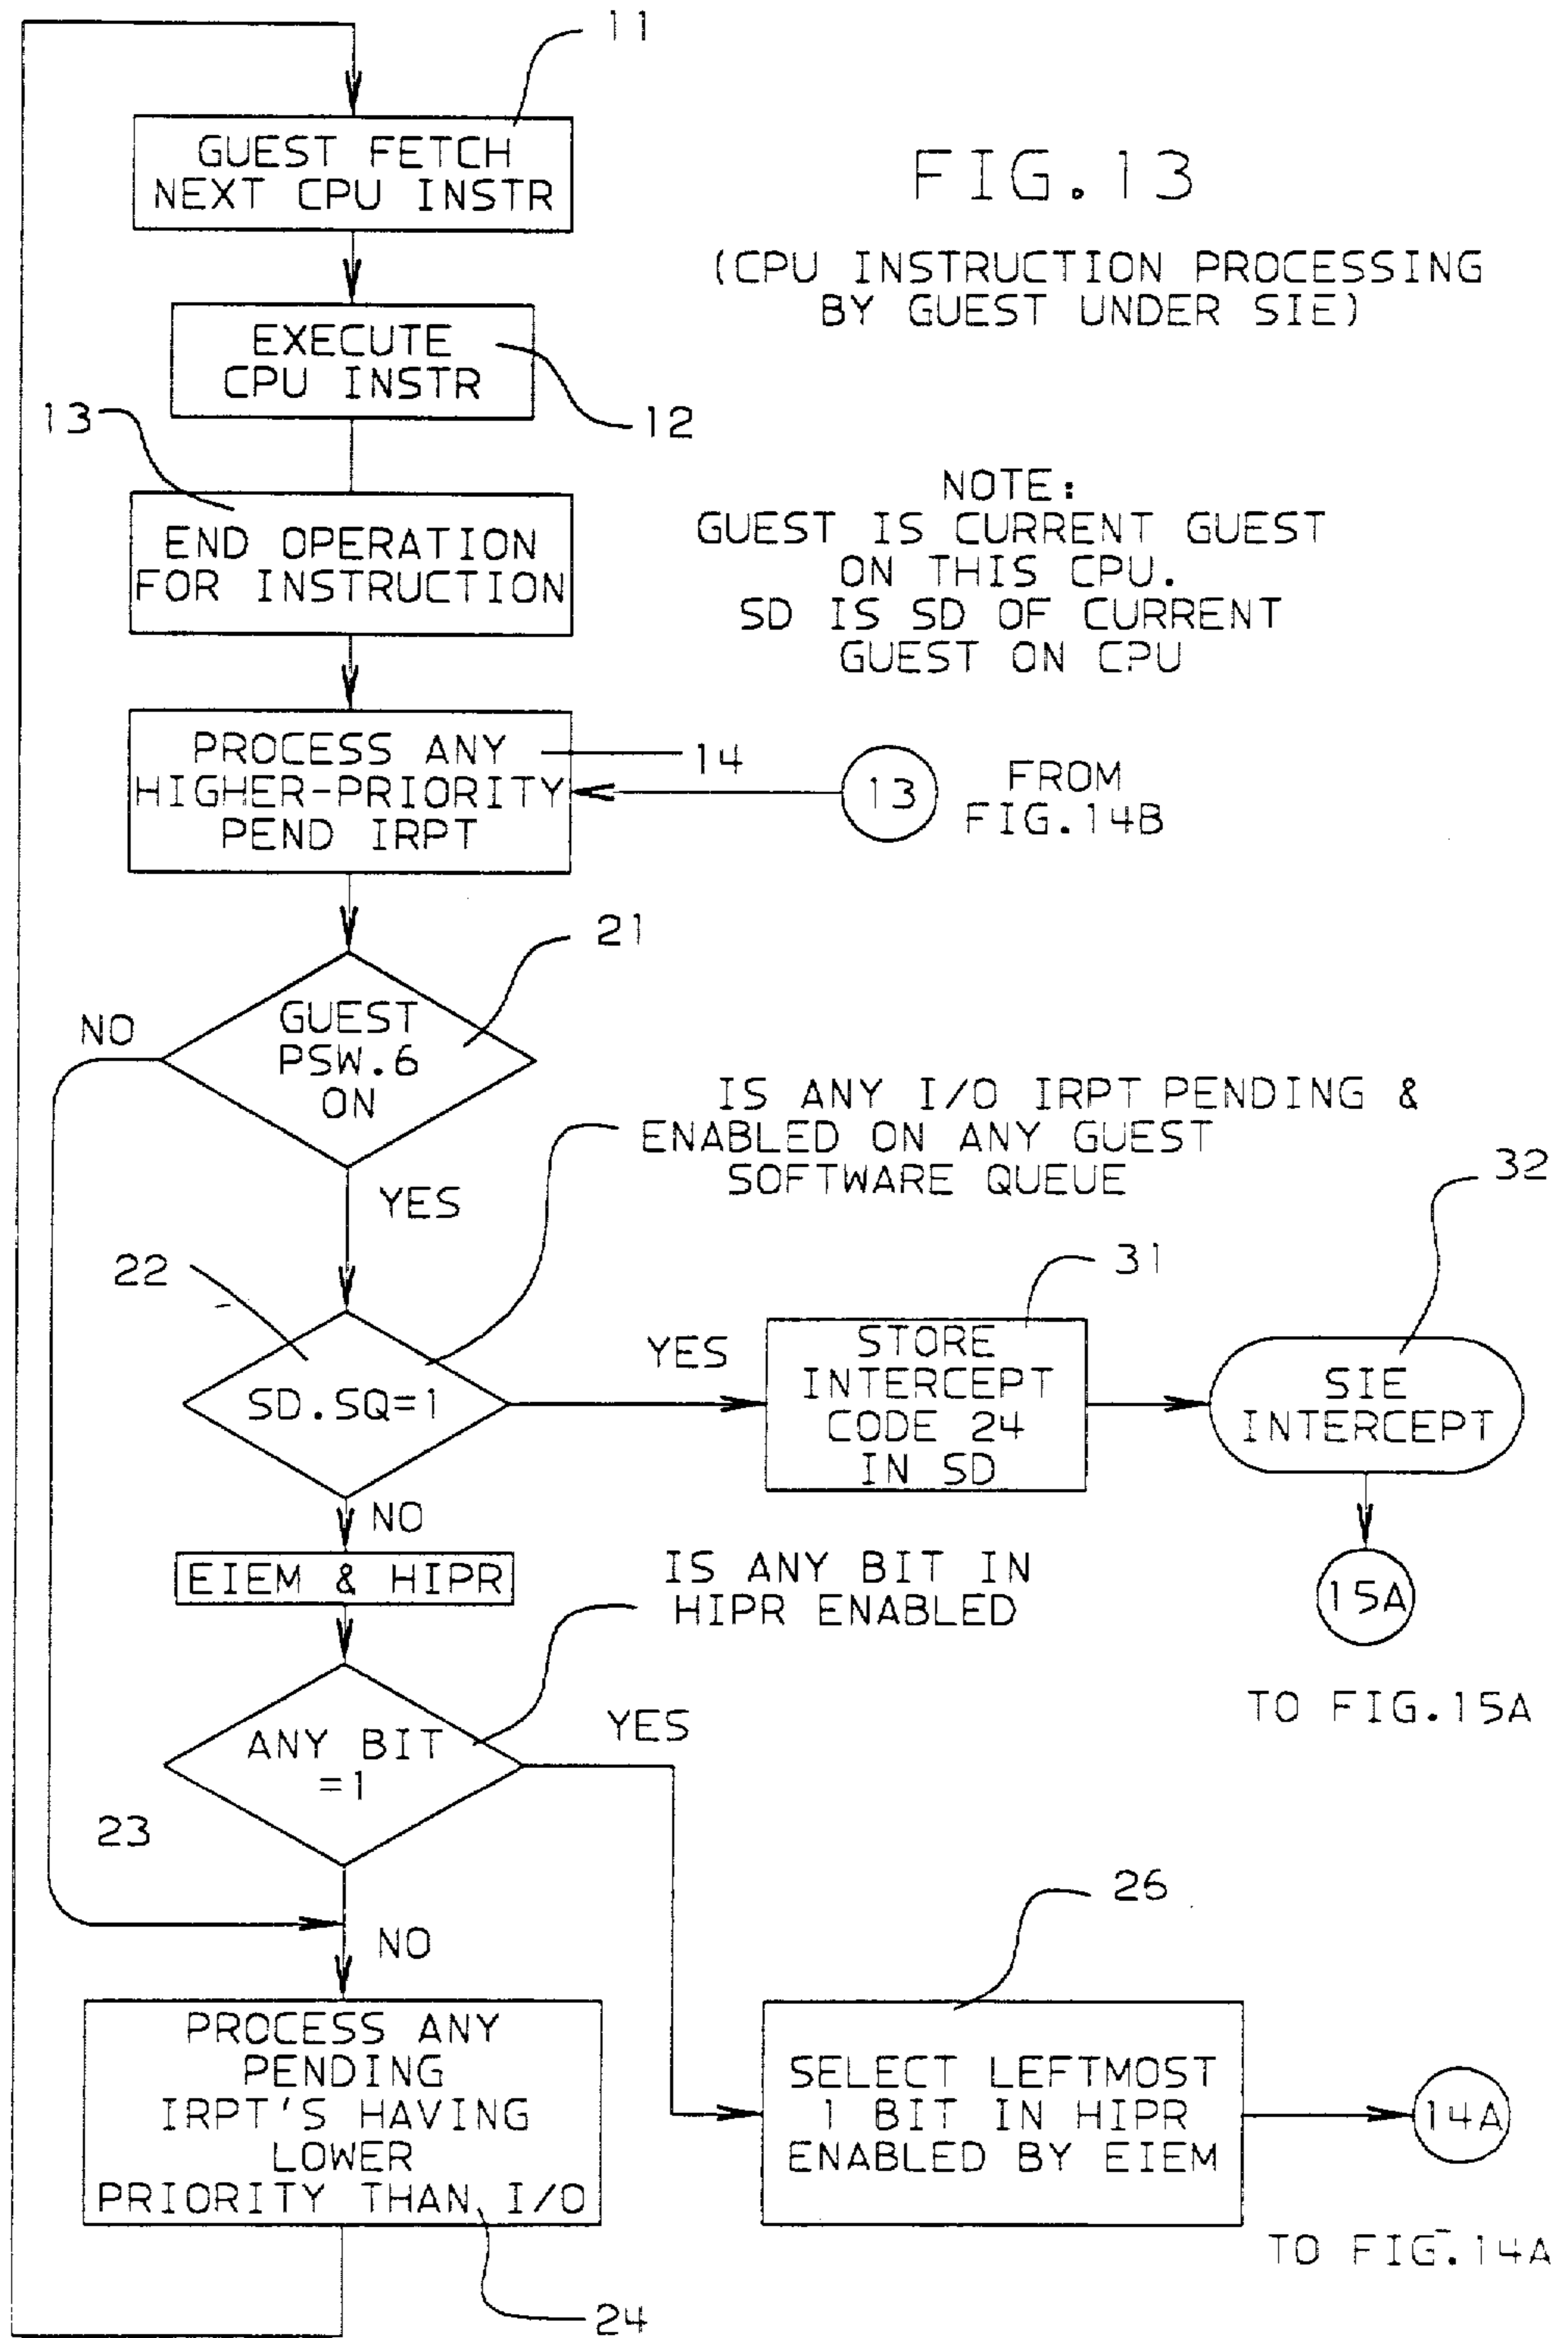 11
GUEST FETCH
NEXT CPU INSTR
FIG.13
(CPU INSTRUCTION PROCESSING
BY GUEST UNDER SIE)
EXECUTE
CPU INSTR
12
13
END OPERATION
FOR INSTRUCTION
NOTE:
GUEST IS CURRENT GUEST
ON THIS CPU.
SD IS SD OF CURRENT
GUEST ON CPU
PROCESS ANY
HIGHER-PRIORITY
PEND IRPT
14
13
FROM
FIG.14B
21
GUEST
PSW.6
ON
NO
YES
IS ANY I/O IRPT PENDING &
ENABLED ON ANY GUEST
SOFTWARE QUEUE
22
SD.SQ=1
YES
31
STORE
INTERCEPT
CODE 24
IN SD
32
SIE
INTERCEPT
15A
TO FIG.15A
NO
EIEM & HIPR
IS ANY BIT IN
HIPR ENABLED
ANY BIT
=1
YES
23
NO
26
PROCESS ANY
PENDING
IRPT'S HAVING
LOWER
PRIORITY THAN I/O
24
SELECT LEFTMOST
1 BIT IN HIPR
ENABLED BY EIEM
14A
TO FIG.14A